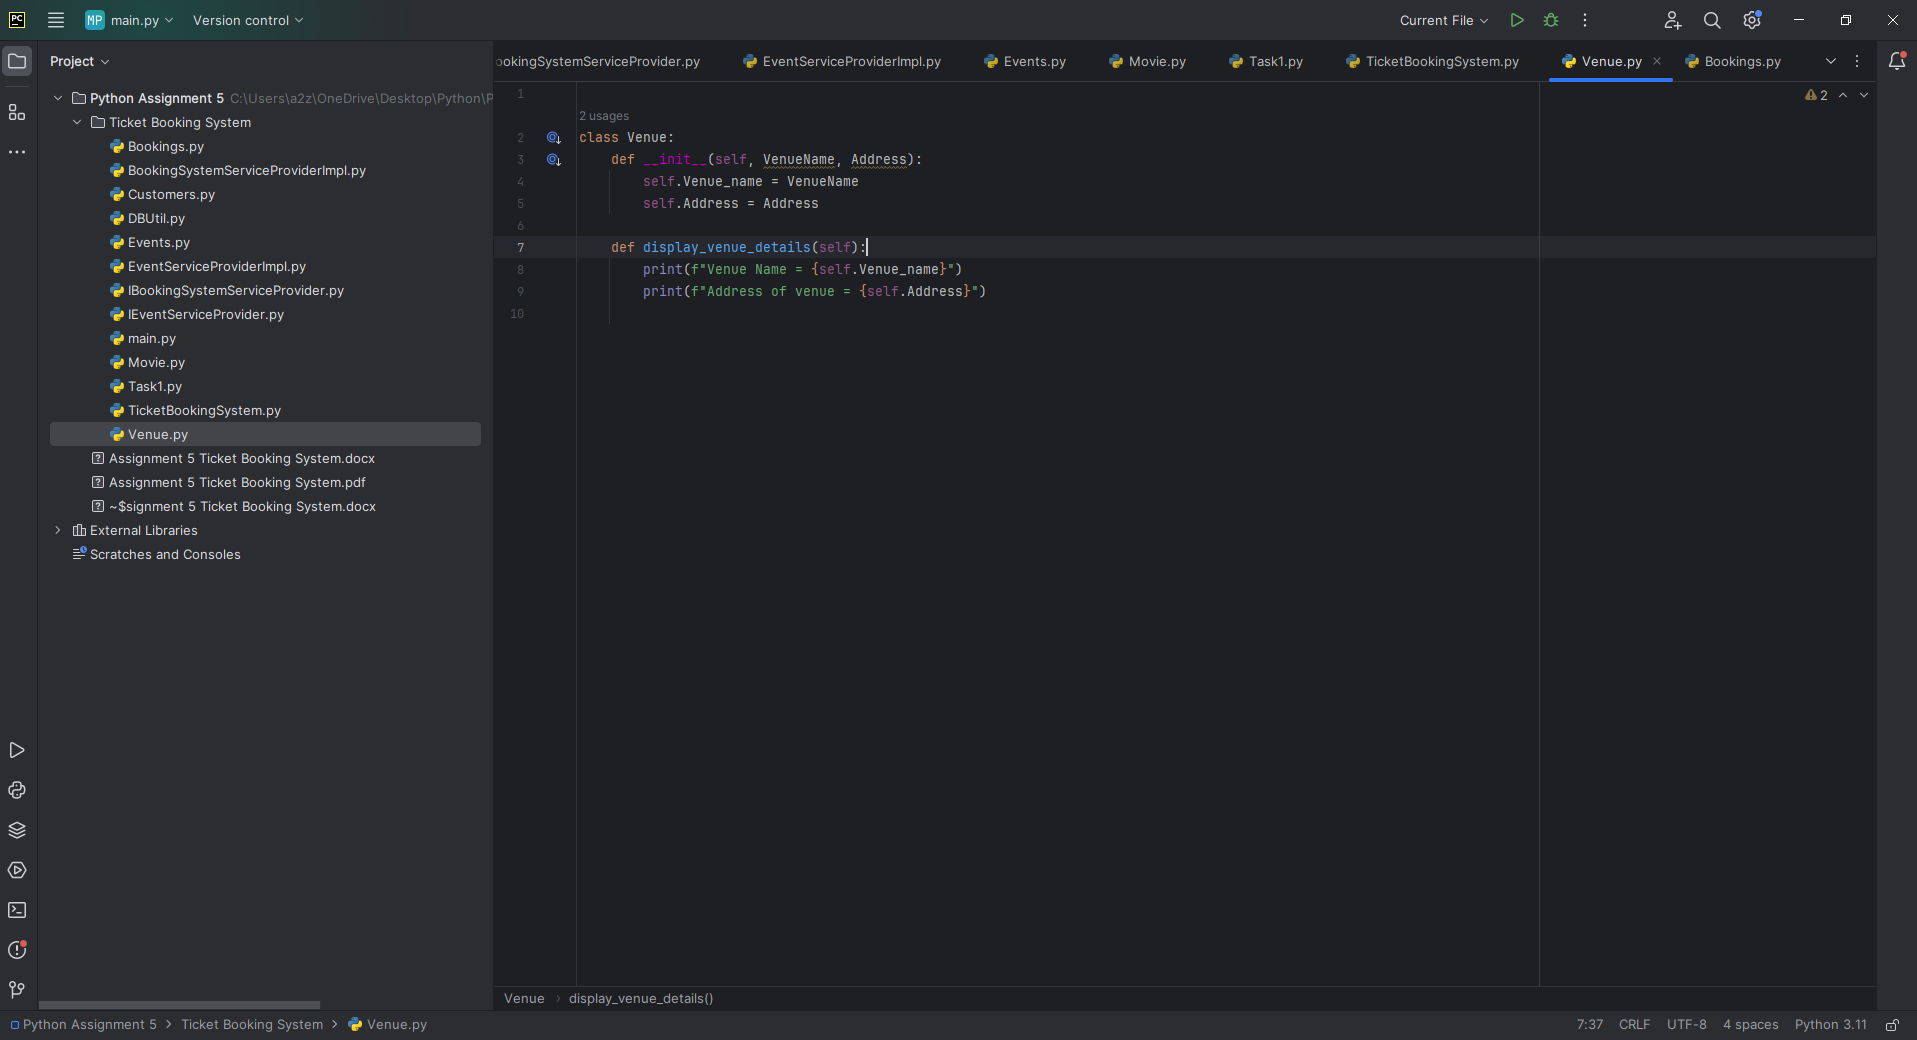 PC MP main.py Version control Current File
Project
ookingSystemServiceProvider.py EventServiceProviderImpl.py Events.py Movie.py Task1.py TicketBookingSystem.py Venue.py Bookings.py
Python Assignment 5 C:\Users\a2z\OneDrive\Desktop\Python\P
Ticket Booking System
Bookings.py
BookingSystemServiceProviderImpl.py
Customers.py
DBUtil.py
Events.py
EventServiceProviderImpl.py
IBookingSystemServiceProvider.py
IEventServiceProvider.py
main.py
Movie.py
Task1.py
TicketBookingSystem.py
Venue.py
Assignment 5 Ticket Booking System.docx
Assignment 5 Ticket Booking System.pdf
~$signment 5 Ticket Booking System.docx
External Libraries
Scratches and Consoles
2
1
2 usages
2 class Venue:
3     def __init__(self, VenueName, Address):
4         self.Venue_name = VenueName
5         self.Address = Address
6
7     def display_venue_details(self):
8         print(f"Venue Name = {self.Venue_name}")
9         print(f"Address of venue = {self.Address}")
10
Venue > display_venue_details()
Python Assignment 5 > Ticket Booking System > Venue.py 7:37 CRLF UTF-8 4 spaces Python 3.11